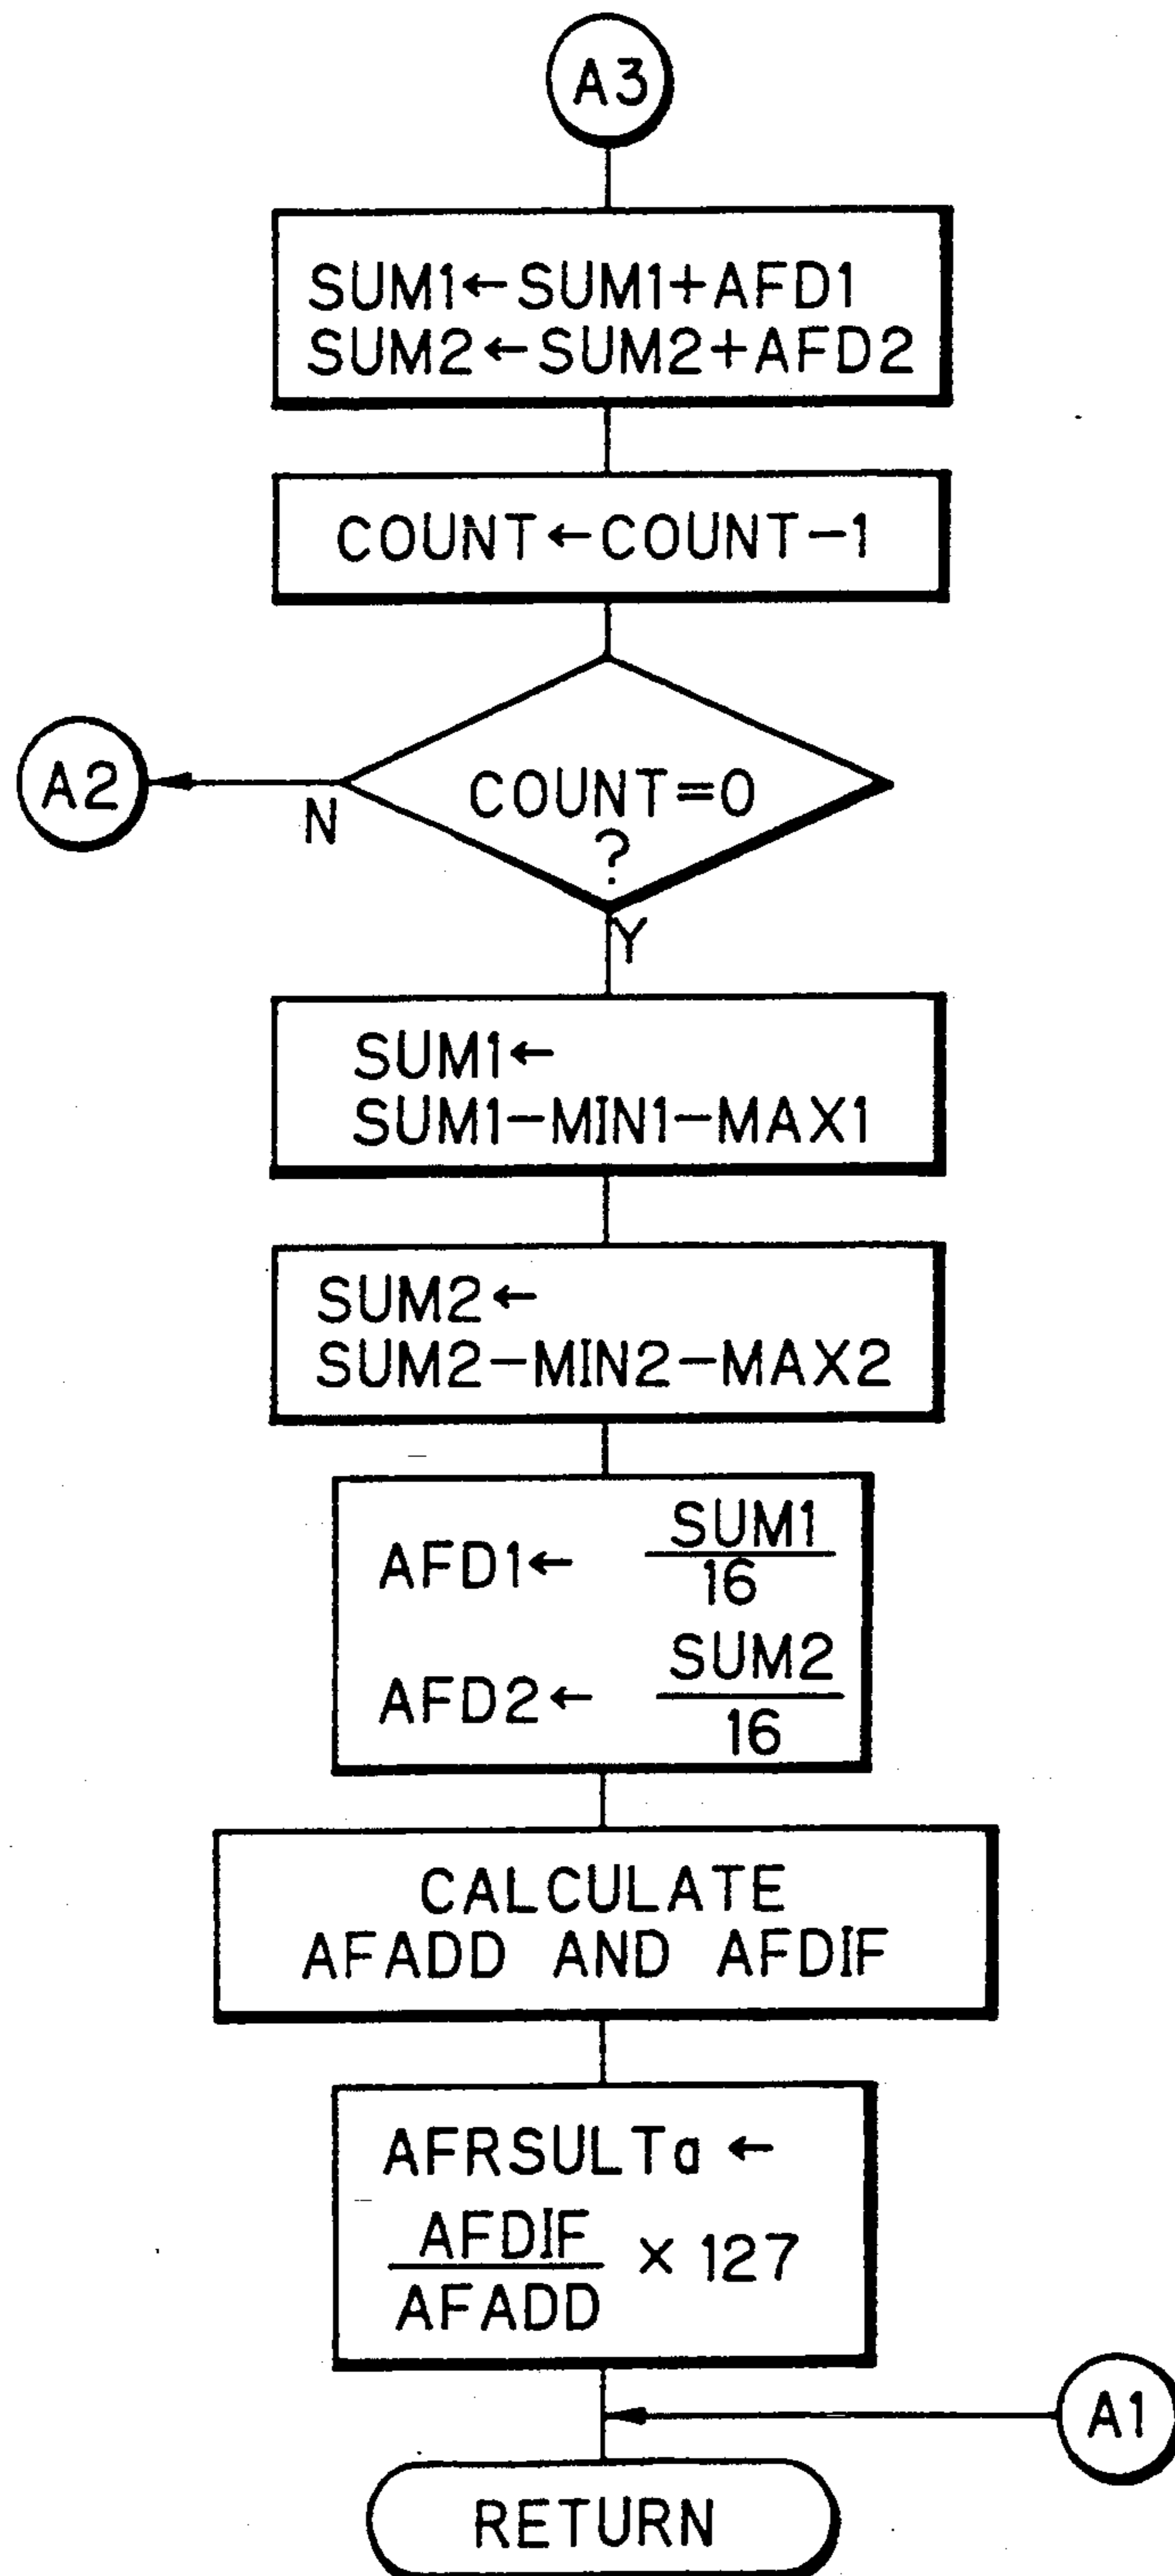 A3
SUM1←SUM1+AFD1
SUM2←SUM2+AFD2
COUNT←COUNT-1
A2
N
COUNT=0
?
Y
SUM1←
SUM1-MIN1-MAX1
SUM2←
SUM2-MIN2-MAX2
AFD1← SUM1
16
AFD2← SUM2
16
CALCULATE
AFADD AND AFDIF
AFRSULTa ←
AFDIF
AFADD × 127
A1
RETURN